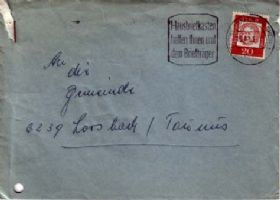 Hausbriefkasten
helfen Ihnen und
dem Briefträger
20
An die
Gemeinde
6239 Lorsbach / Taunus